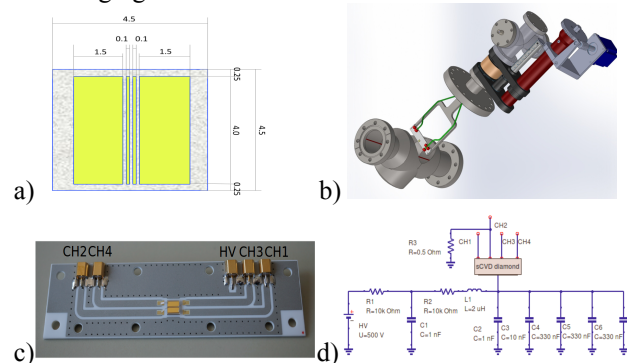 4.5
0.1 0.1
1.5 1.5
0.25
4.0
4.5
0.25
a)
b)
CH2 CH4 HV CH3 CH1
c)
CH2
CH1 CH3 CH4
R3
R=0.5 Ohm
sCVD diamond
R1
R=10k Ohm
R2
R=10k Ohm
L1
L=2 uH
HV
U=500 V
C1
C=1 nF
C2
C=1 nF
C3
C=10 nF
C4
C=330 nF
C5
C=330 nF
C6
C=330 nF
d)